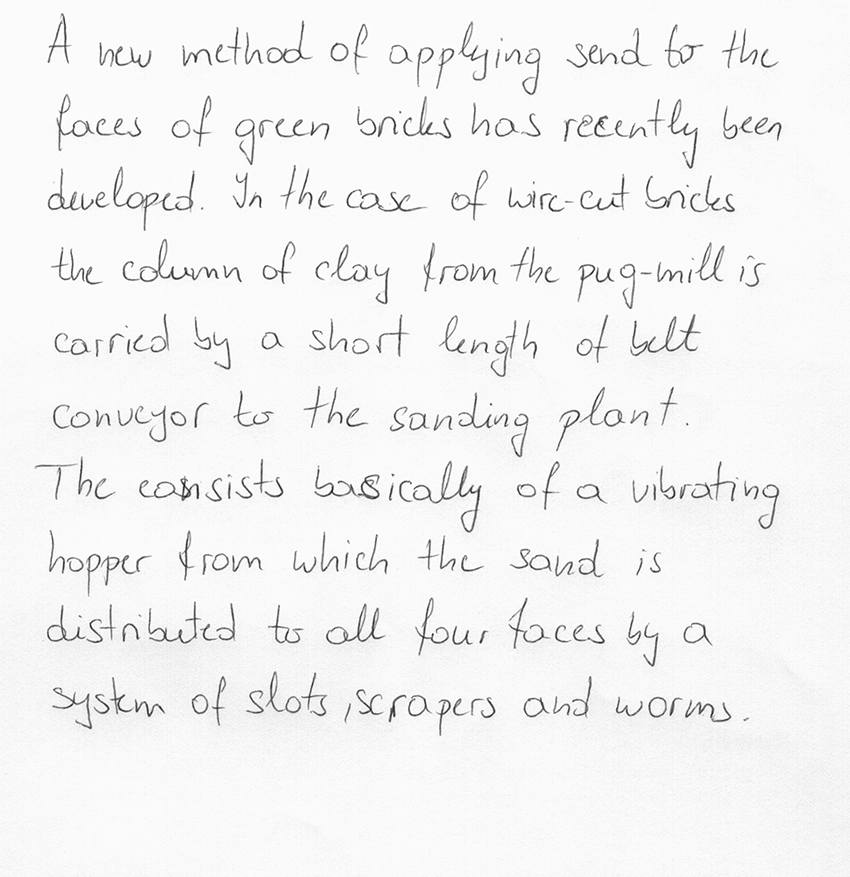 A new method of applying send to the
faces of green bricks has recently been
developed. In the case of wire-cut bricks
the column of clay from the pug-mill is
carried by a short length of belt
conveyor to the sanding plant.
The consists basically of a vibrating
hopper from which the sand is
distributed to all four faces by a
system of slots, scrapers and worms.